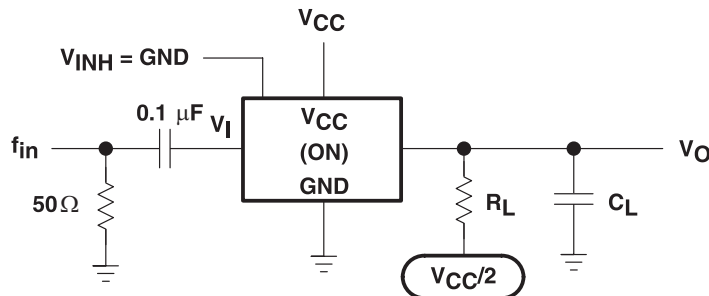 VCC
VINH = GND
0.1 μF
VI
VCC
(ON)
GND
fin
50Ω
VO
RL
CL
VCC/2